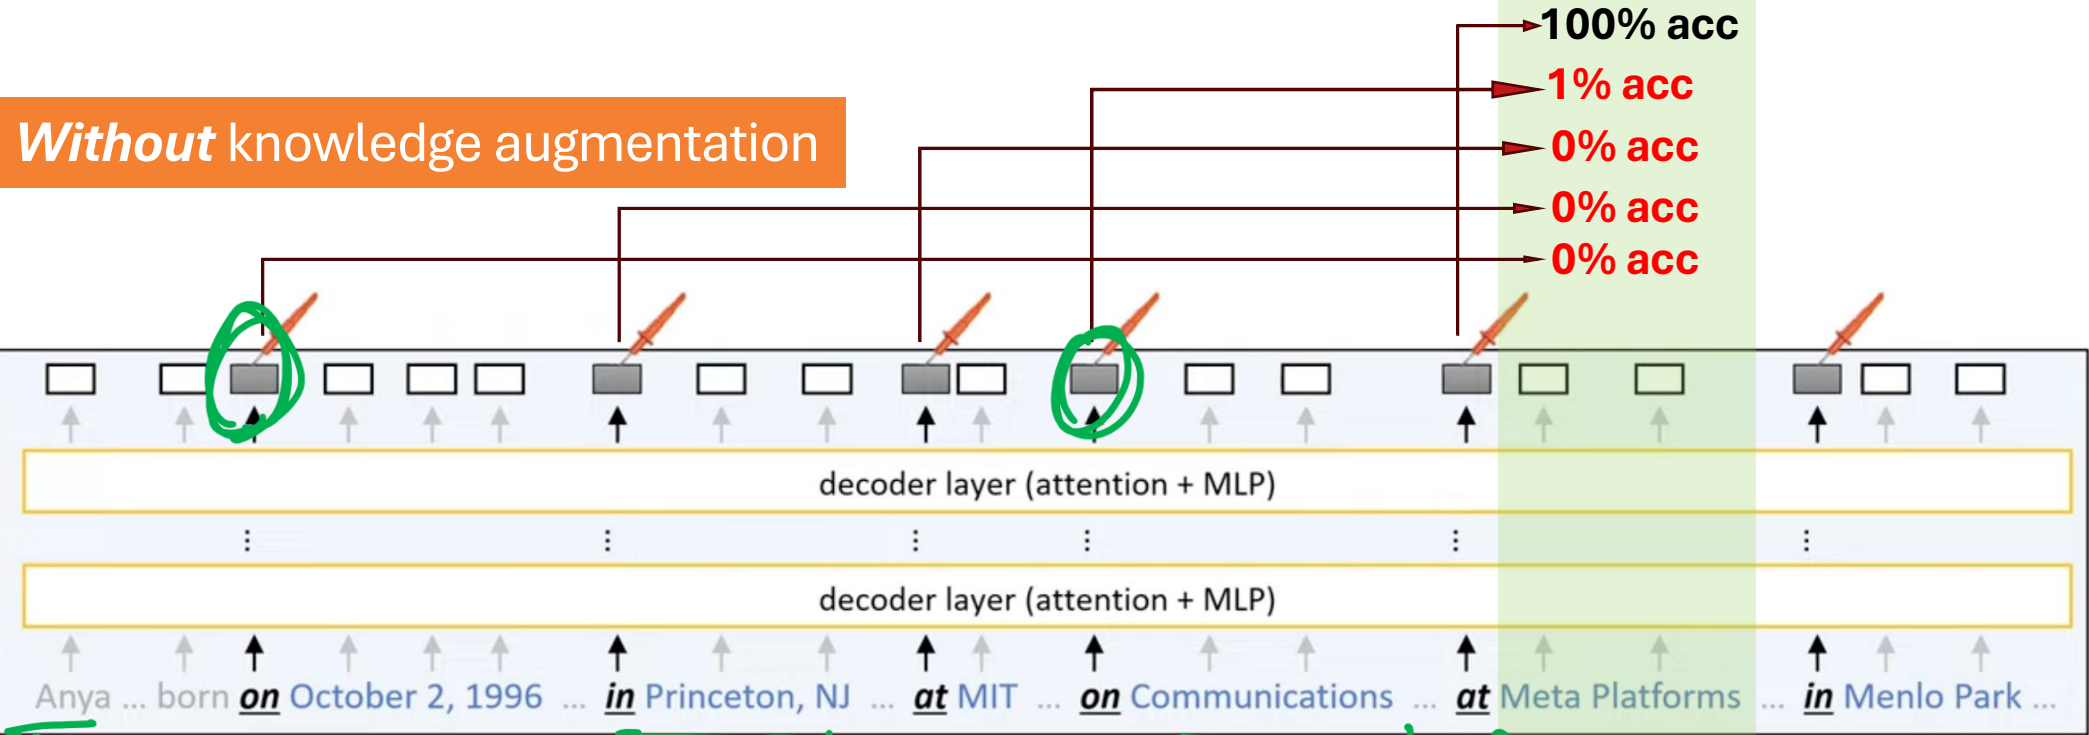 100% acc
1% acc
Without knowledge augmentation
0% acc
0% acc
0% acc
decoder layer (attention + MLP)
decoder layer (attention + MLP)
Anya ... born on October 2, 1996 ... in Princeton, NJ ... at MIT ... on Communications ... at Meta Platforms ... in Menlo Park ...